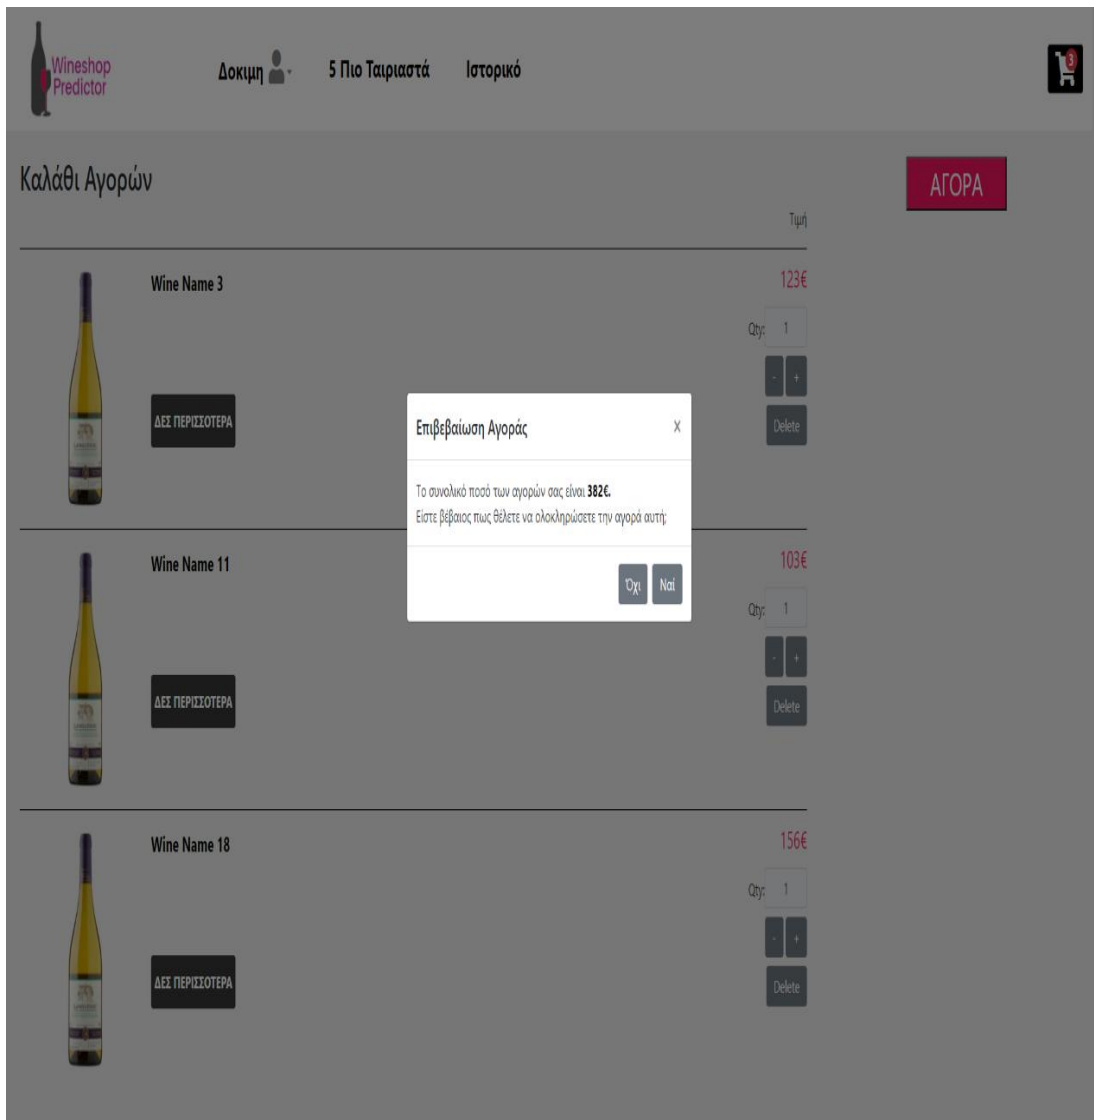 Wineshop
Predictor
Δοκιμη
5 Πιο Ταιριαστά
Ιστορικό
3
Καλάθι Αγορών
ΑΓΟΡΑ
Τιμή
Wine Name 3
123€
Qty: 1
- +
ΔΕΣ ΠΕΡΙΣΣΟΤΕΡΑ
Delete
Επιβεβαίωση Αγοράς
×
Το συνολικό ποσό των αγορών σας είναι 382€.
Είστε βέβαιος πως θέλετε να ολοκληρώσετε την αγορά αυτή;
Όχι
Ναί
Wine Name 11
103€
Qty: 1
- +
ΔΕΣ ΠΕΡΙΣΣΟΤΕΡΑ
Delete
Wine Name 18
156€
Qty: 1
- +
ΔΕΣ ΠΕΡΙΣΣΟΤΕΡΑ
Delete